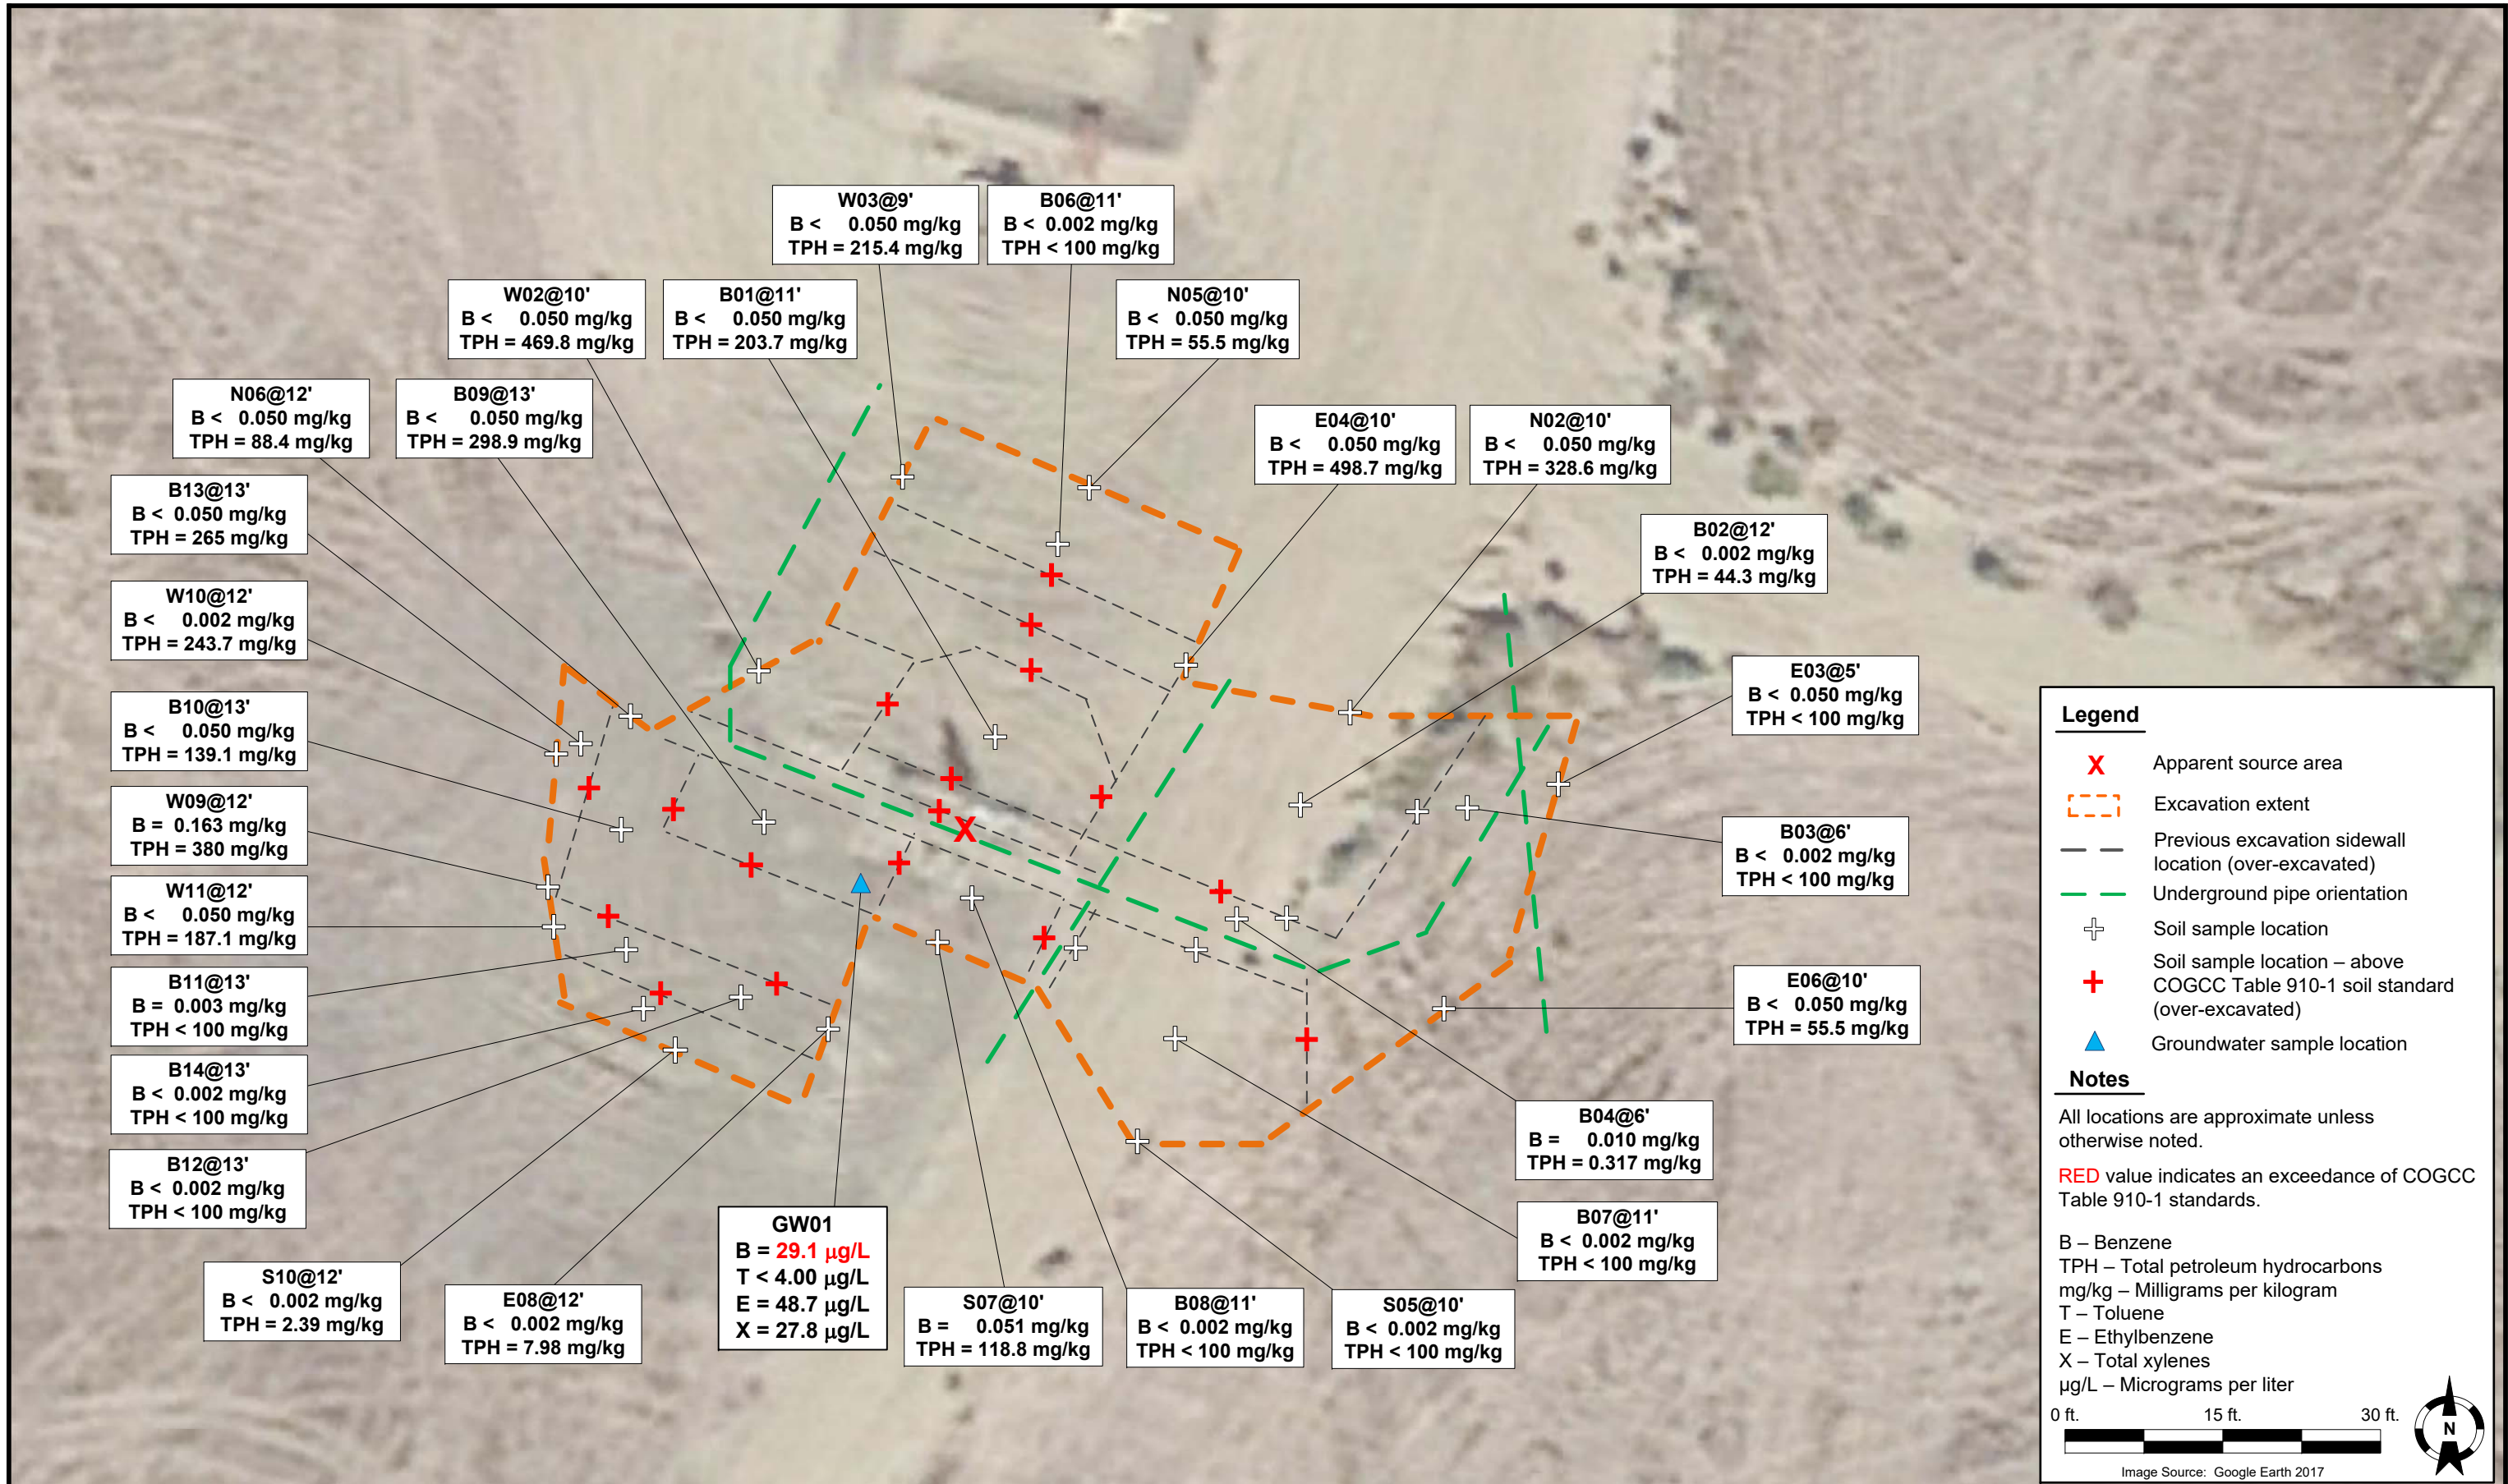 W03@9'
B < 0.050 mg/kg
TPH = 215.4 mg/kg
B06@11'
B < 0.002 mg/kg
TPH < 100 mg/kg
W02@10'
B < 0.050 mg/kg
TPH = 469.8 mg/kg
B01@11'
B < 0.050 mg/kg
TPH = 203.7 mg/kg
N05@10'
B < 0.050 mg/kg
TPH = 55.5 mg/kg
N06@12'
B < 0.050 mg/kg
TPH = 88.4 mg/kg
B09@13'
B < 0.050 mg/kg
TPH = 298.9 mg/kg
E04@10'
B < 0.050 mg/kg
TPH = 498.7 mg/kg
N02@10'
B < 0.050 mg/kg
TPH = 328.6 mg/kg
B13@13'
B < 0.050 mg/kg
TPH = 265 mg/kg
B02@12'
B < 0.002 mg/kg
TPH = 44.3 mg/kg
W10@12'
B < 0.002 mg/kg
TPH = 243.7 mg/kg
E03@5'
B < 0.050 mg/kg
TPH < 100 mg/kg
B10@13'
B < 0.050 mg/kg
TPH = 139.1 mg/kg
W09@12'
B = 0.163 mg/kg
TPH = 380 mg/kg
B03@6'
B < 0.002 mg/kg
TPH < 100 mg/kg
X
W11@12'
B < 0.050 mg/kg
TPH = 187.1 mg/kg
B11@13'
B = 0.003 mg/kg
TPH < 100 mg/kg
E06@10'
B < 0.050 mg/kg
TPH = 55.5 mg/kg
B14@13'
B < 0.002 mg/kg
TPH < 100 mg/kg
B04@6'
B = 0.010 mg/kg
TPH = 0.317 mg/kg
B12@13'
B < 0.002 mg/kg
TPH < 100 mg/kg
B07@11'
B < 0.002 mg/kg
TPH < 100 mg/kg
S10@12'
B < 0.002 mg/kg
TPH = 2.39 mg/kg
E08@12'
B < 0.002 mg/kg
TPH = 7.98 mg/kg
GW01
B = 29.1 µg/L
T < 4.00 µg/L
E = 48.7 µg/L
X = 27.8 µg/L
S07@10'
B = 0.051 mg/kg
TPH = 118.8 mg/kg
B08@11'
B < 0.002 mg/kg
TPH < 100 mg/kg
S05@10'
B < 0.002 mg/kg
TPH < 100 mg/kg
Legend
X Apparent source area
Excavation extent
Previous excavation sidewall
location (over-excavated)
Underground pipe orientation
Soil sample location
Soil sample location – above
COGCC Table 910-1 soil standard
(over-excavated)
Groundwater sample location
Notes
All locations are approximate unless
otherwise noted.
RED value indicates an exceedance of COGCC
Table 910-1 standards.
B – Benzene
TPH – Total petroleum hydrocarbons
mg/kg – Milligrams per kilogram
T – Toluene
E – Ethylbenzene
X – Total xylenes
µg/L – Micrograms per liter
0 ft. 15 ft. 30 ft.
N
Image Source: Google Earth 2017